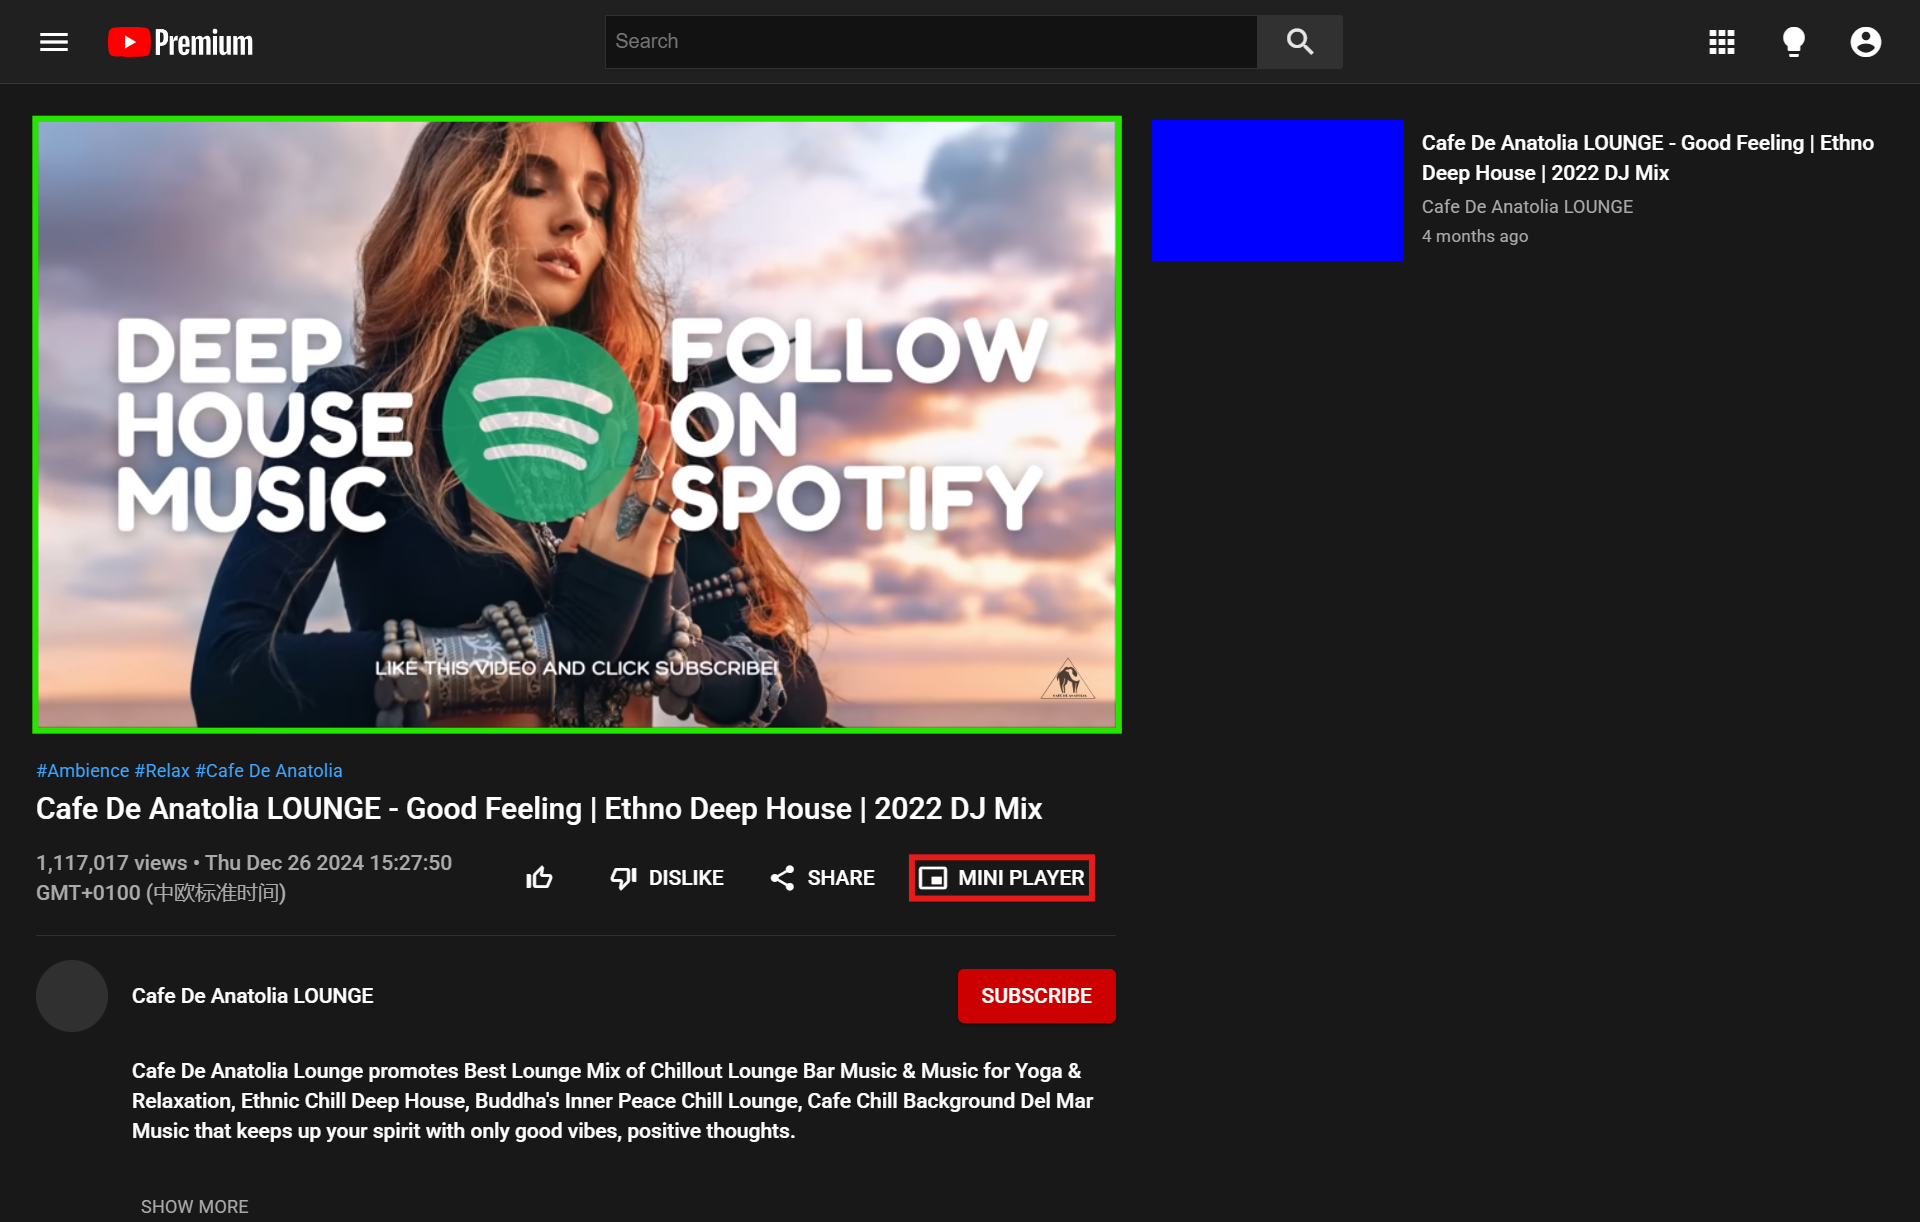 Premium
Search
DEEP
HOUSE
MUSIC
FOLLOW
ON
SPOTIFY
LIKE THIS VIDEO AND CLICK SUBSCRIBE!
CAFE DE ANATOLIA
#Ambience #Relax #Cafe De Anatolia
Cafe De Anatolia LOUNGE - Good Feeling | Ethno Deep House | 2022 DJ Mix
1,117,017 views • Thu Dec 26 2024 15:27:50
GMT+0100 (中欧标准时间)
DISLIKE
SHARE
MINI PLAYER
Cafe De Anatolia LOUNGE
SUBSCRIBE
Cafe De Anatolia Lounge promotes Best Lounge Mix of Chillout Lounge Bar Music & Music for Yoga &
Relaxation, Ethnic Chill Deep House, Buddha's Inner Peace Chill Lounge, Cafe Chill Background Del Mar
Music that keeps up your spirit with only good vibes, positive thoughts.
SHOW MORE
Cafe De Anatolia LOUNGE - Good Feeling | Ethno
Deep House | 2022 DJ Mix
Cafe De Anatolia LOUNGE
4 months ago